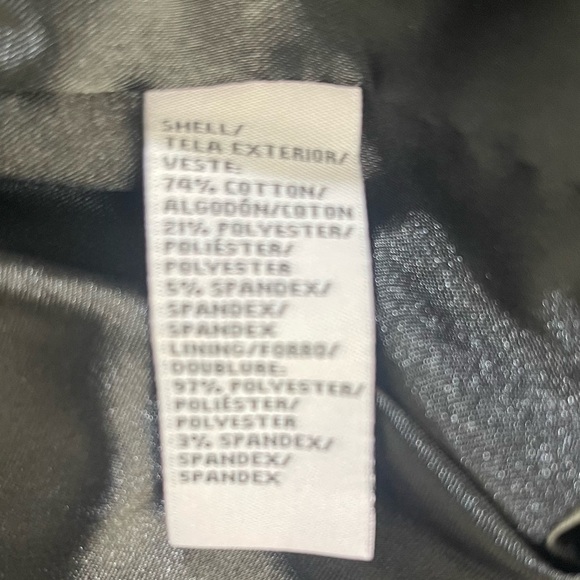 SHELL/
TELA EXTERIOR/
VESTE:
74% COTTON/
ALGODÓN/COTON
21% POLYESTER/
POLIÉSTER/
POLYESTER
5% SPANDEX/
SPANDEX/
SPANDEX
LINING/FORRO/
DOUBLURE:
97% POLYESTER/
POLIÉSTER/
POLYESTER
3% SPANDEX/
SPANDEX/
SPANDEX